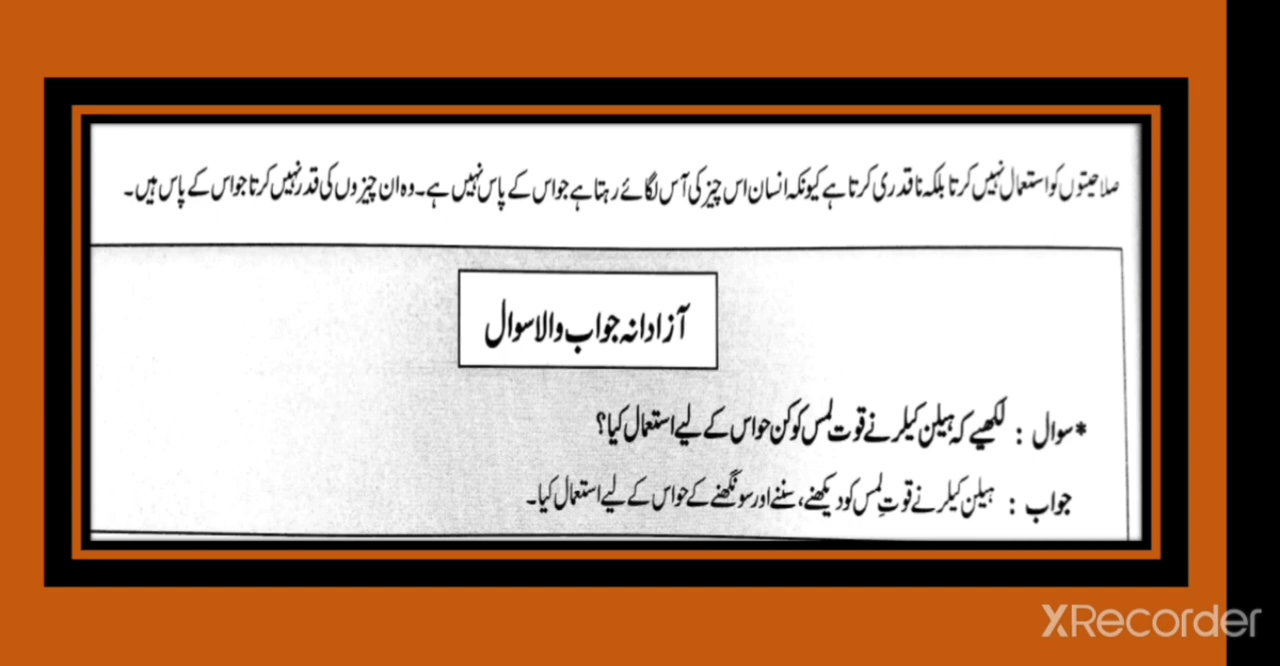 صلاحیتوں کو استعمال نہیں کرتا بلکہ ناقدری کرتا ہے کیونکہ انسان اس چیز کی آس لگائے رہتا ہے جو اس کے پاس نہیں ہے۔ وہ ان چیزوں کی قدر نہیں کرتا جو اس کے پاس ہیں۔
آزادانہ جواب والا سوال
* سوال : لکھیے کہ ہیلن کیلر نے قوت لمس کو کن حواس کے لیے استعمال کیا؟
جواب : ہیلن کیلر نے قوتِ لمس کو دیکھنے، سننے اور سونگھنے کے حواس کے لیے استعمال کیا۔
XRecorder